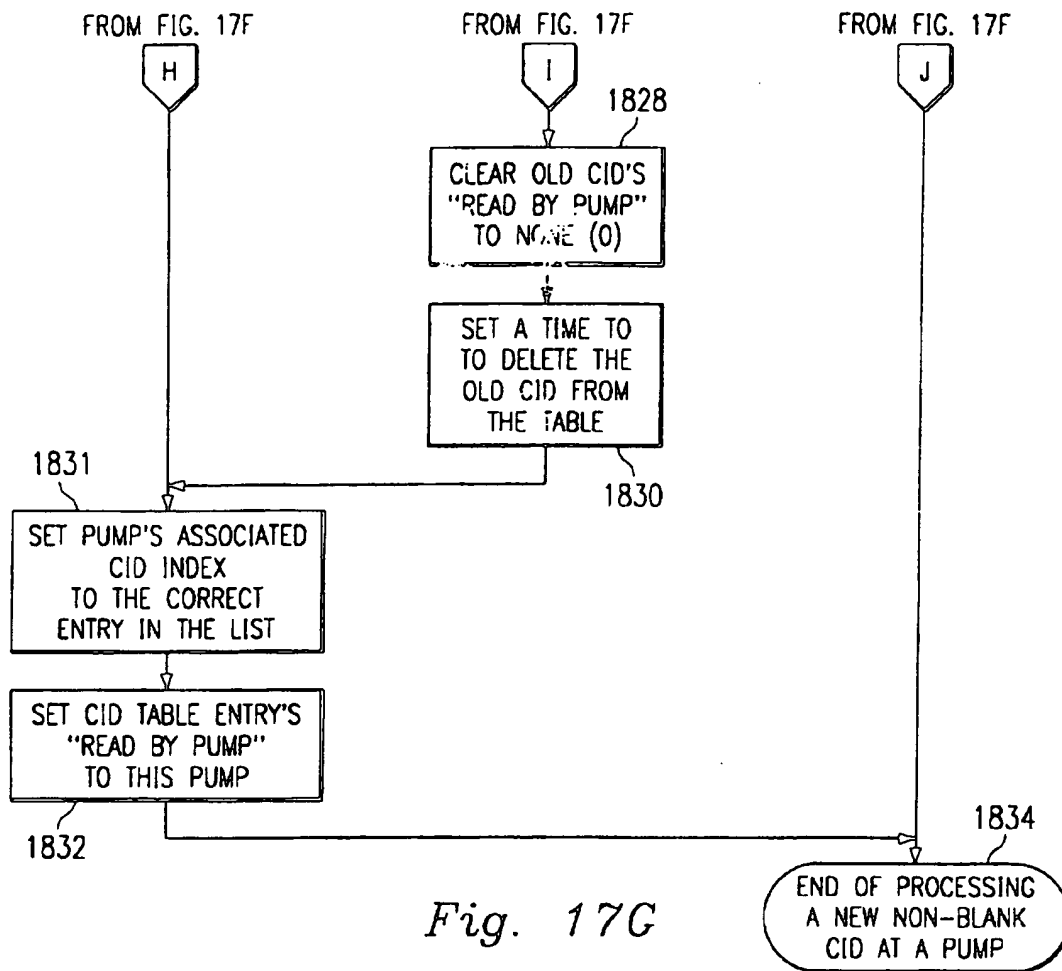 FROM FIG. 17F
FROM FIG. 17F
FROM FIG. 17F
H
I
J
1828
CLEAR OLD CID'S
"READ BY PUMP"
TO NONE (0)
SET A TIME TO
TO DELETE THE
OLD CID FROM
THE TABLE
1830
1831
SET PUMP'S ASSOCIATED
CID INDEX
TO THE CORRECT
ENTRY IN THE LIST
SET CID TABLE ENTRY'S
"READ BY PUMP"
TO THIS PUMP
1832
1834
END OF PROCESSING
A NEW NON-BLANK
CID AT A PUMP
Fig. 17G